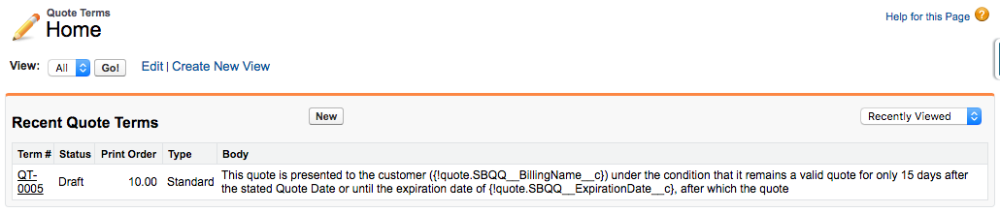 Quote Terms
Home
Help for this Page ?
View: All Go! Edit | Create New View
Recent Quote Terms New Recently Viewed
Term # Status Print Order Type Body
QT-
0005 Draft 10.00 Standard This quote is presented to the customer ({!quote.SBQQ__BillingName__c}) under the condition that it remains a valid quote for only 15 days after
the stated Quote Date or until the expiration date of {!quote.SBQQ__ExpirationDate__c}, after which the quote